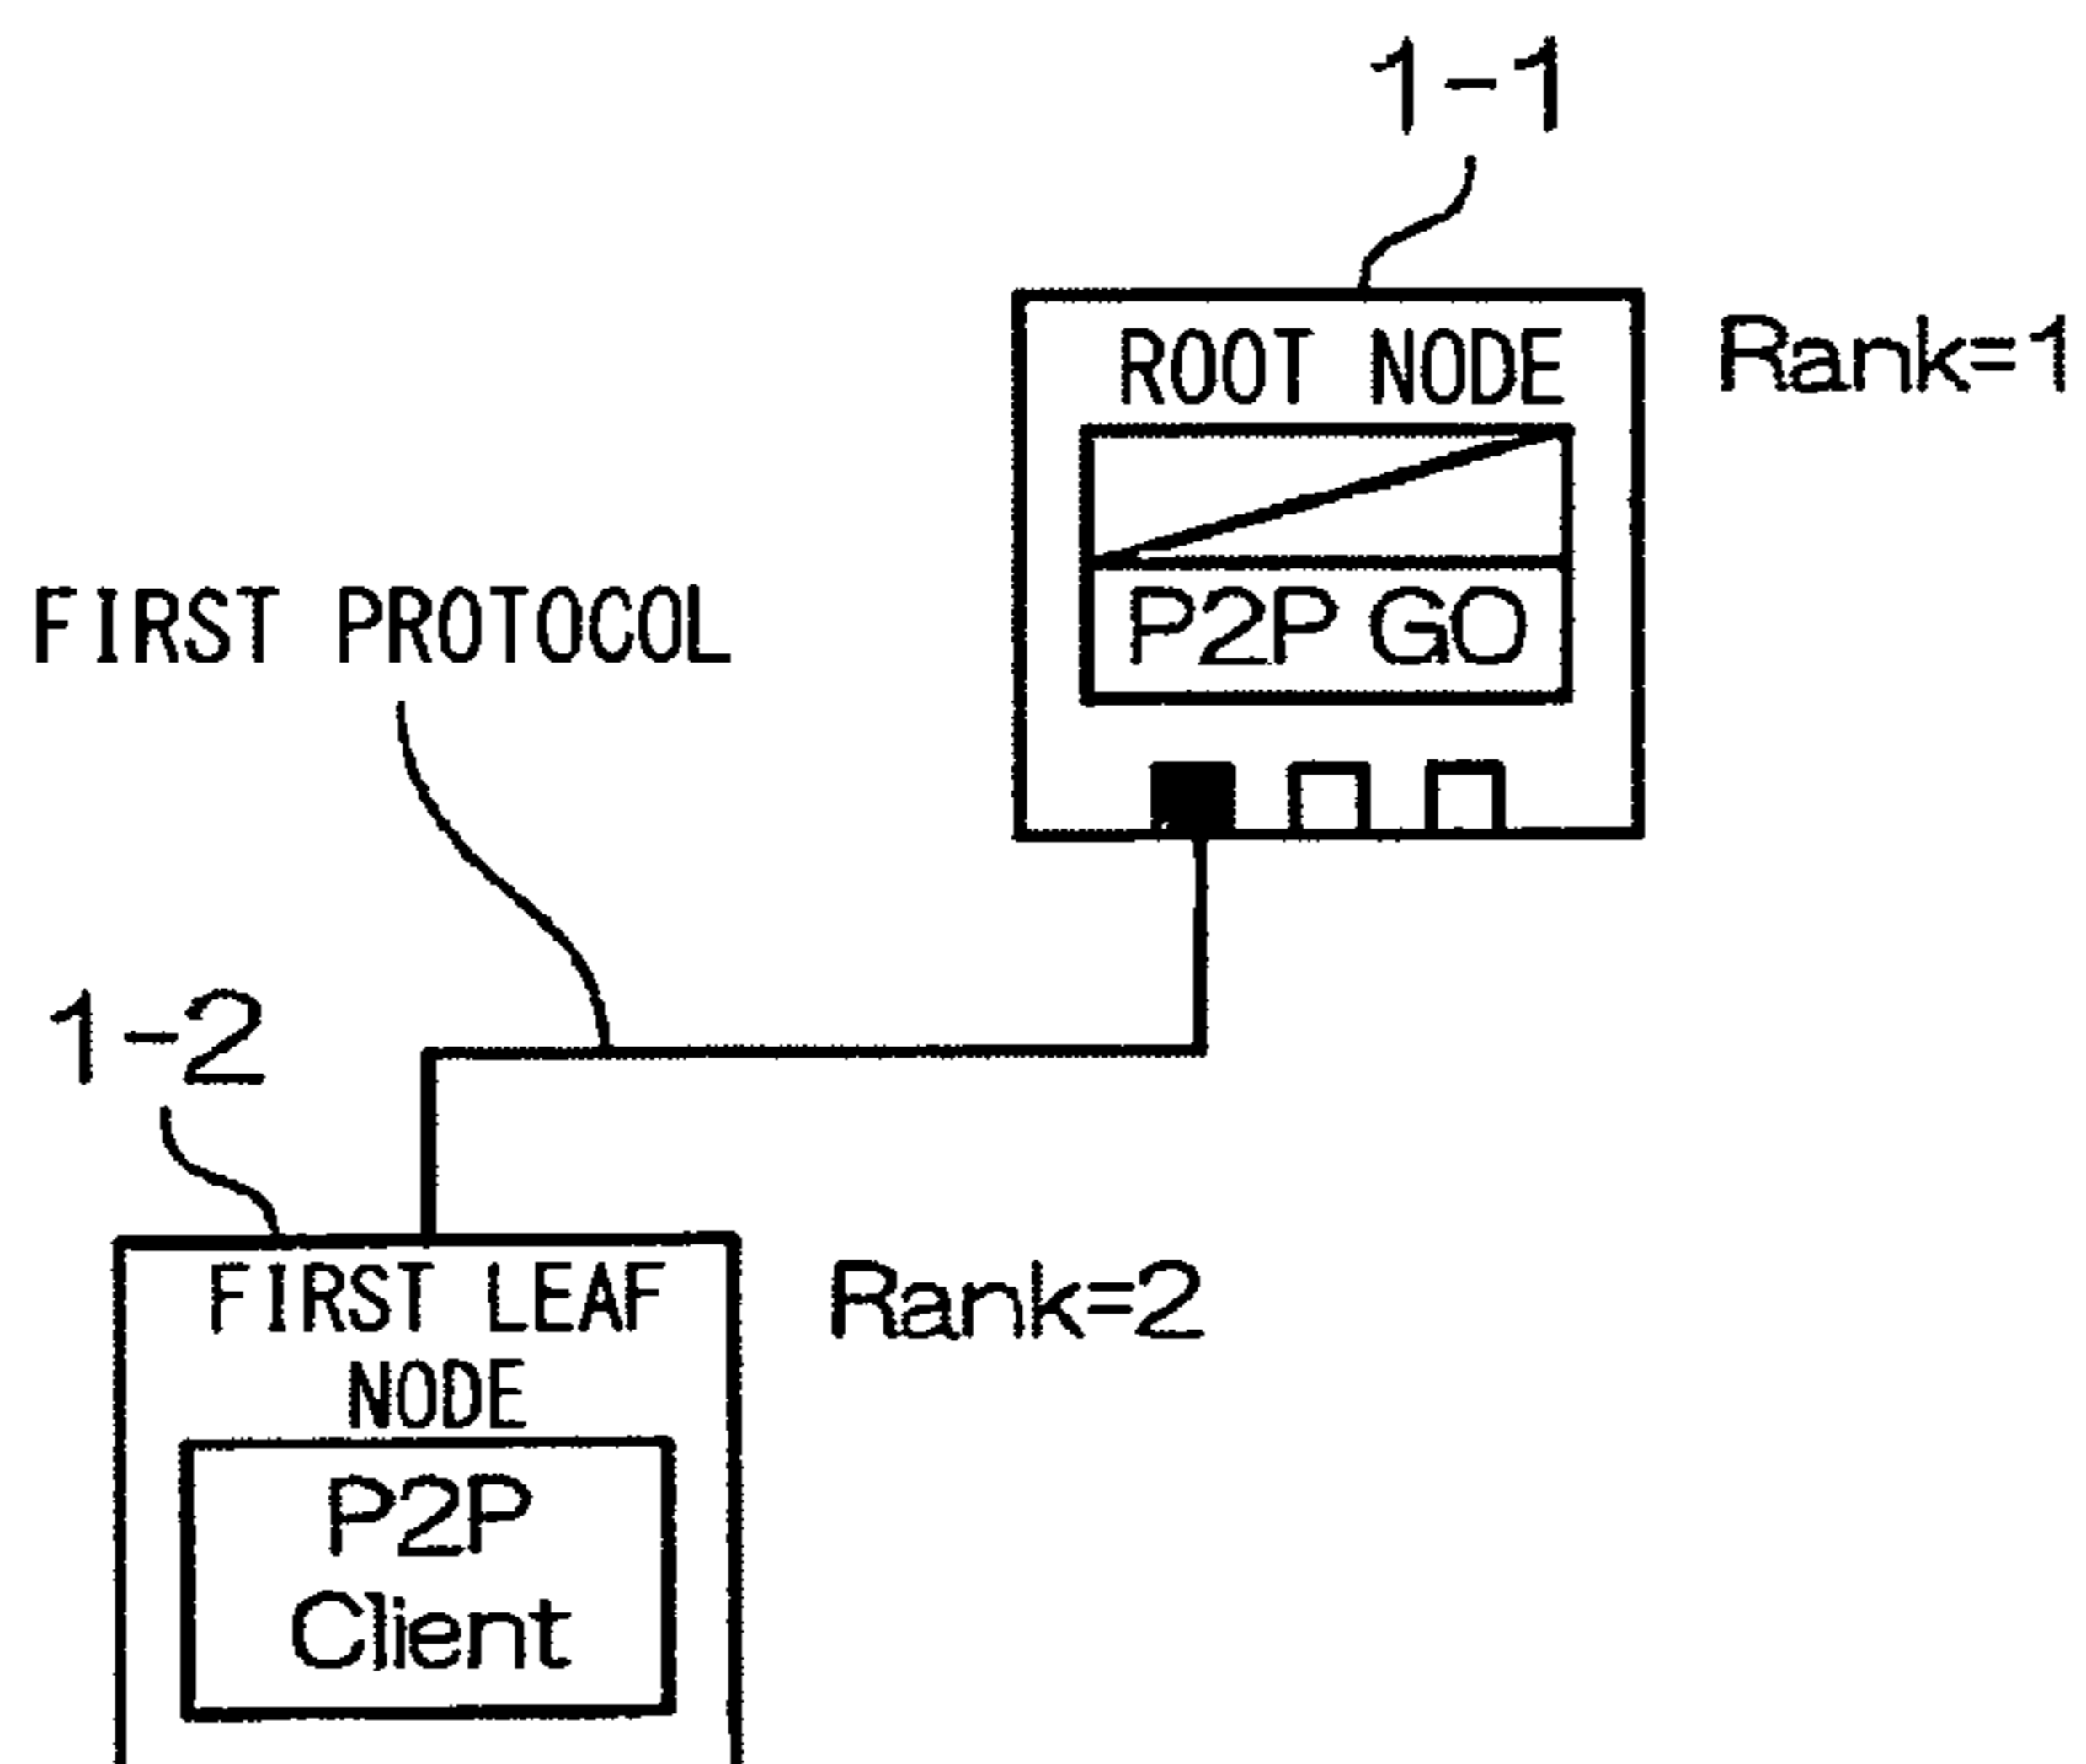 1-1
ROOT NODE
Rank=1
P2P GO
FIRST PROTOCOL
1-2
FIRST LEAF
NODE
Rank=2
P2P
Client